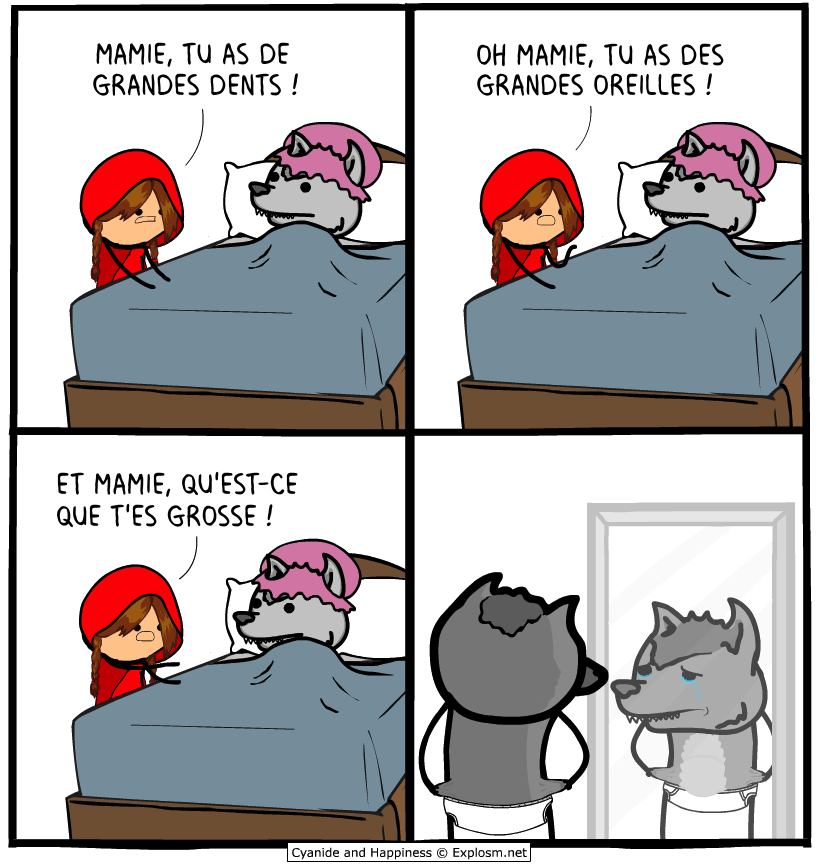 MAMIE, TU AS DE
GRANDES DENTS !
OH MAMIE, TU AS DES
GRANDES OREILLES !
ET MAMIE, QU'EST-CE
QUE T'ES GROSSE !
Cyanide and Happiness © Explosm.net